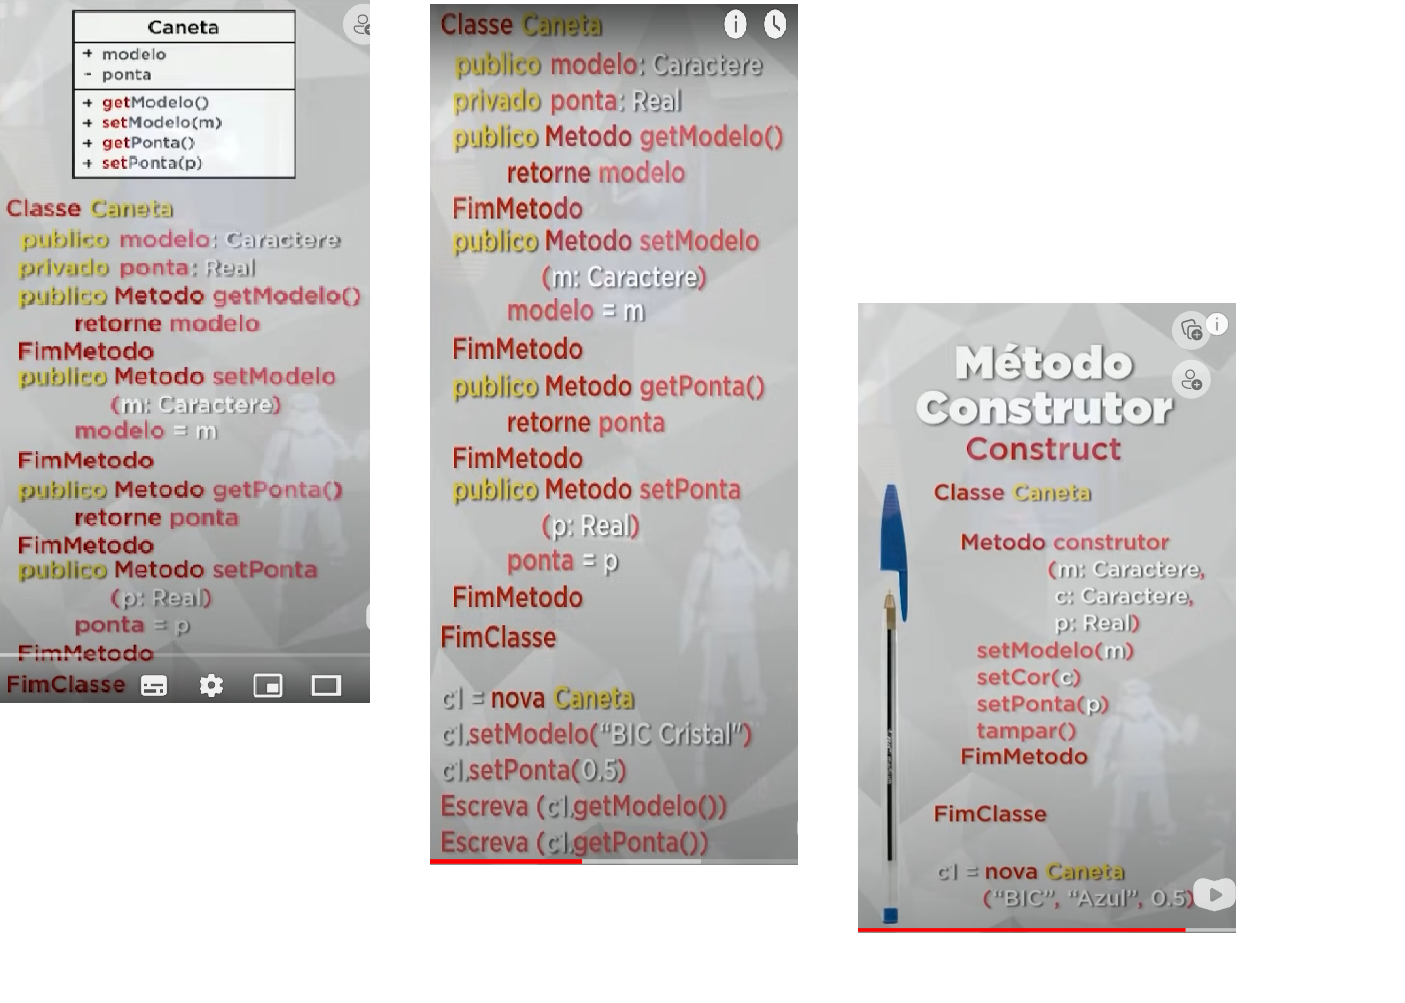 Caneta
+ modelo
- ponta
+ getModelo()
+ setModelo(m)
+ getPonta()
+ setPonta(p)
Classe Caneta
publico modelo: Caractere
privado ponta: Real
publico Metodo getModelo()
retorne modelo
FimMetodo
publico Metodo setModelo
(m: Caractere)
modelo = m
FimMetodo
publico Metodo getPonta()
retorne ponta
FimMetodo
publico Metodo setPonta
(p: Real)
ponta = p
FimMetodo
FimClasse
Classe Caneta
publico modelo: Caractere
privado ponta: Real
publico Metodo getModelo()
retorne modelo
FimMetodo
publico Metodo setModelo
(m: Caractere)
modelo = m
FimMetodo
publico Metodo getPonta()
retorne ponta
FimMetodo
publico Metodo setPonta
(p: Real)
ponta = p
FimMetodo
FimClasse
c1 = nova Caneta
c1.setModelo("BIC Cristal")
c1.setPonta(0.5)
Escreva (c1.getModelo())
Escreva (c1.getPonta())
Método
Construtor
Construct
Classe Caneta
Metodo construtor
(m: Caractere,
c: Caractere,
p: Real)
setModelo(m)
setCor(c)
setPonta(p)
tampar()
FimMetodo
FimClasse
c1 = nova Caneta
("BIC", "Azul", 0.5)